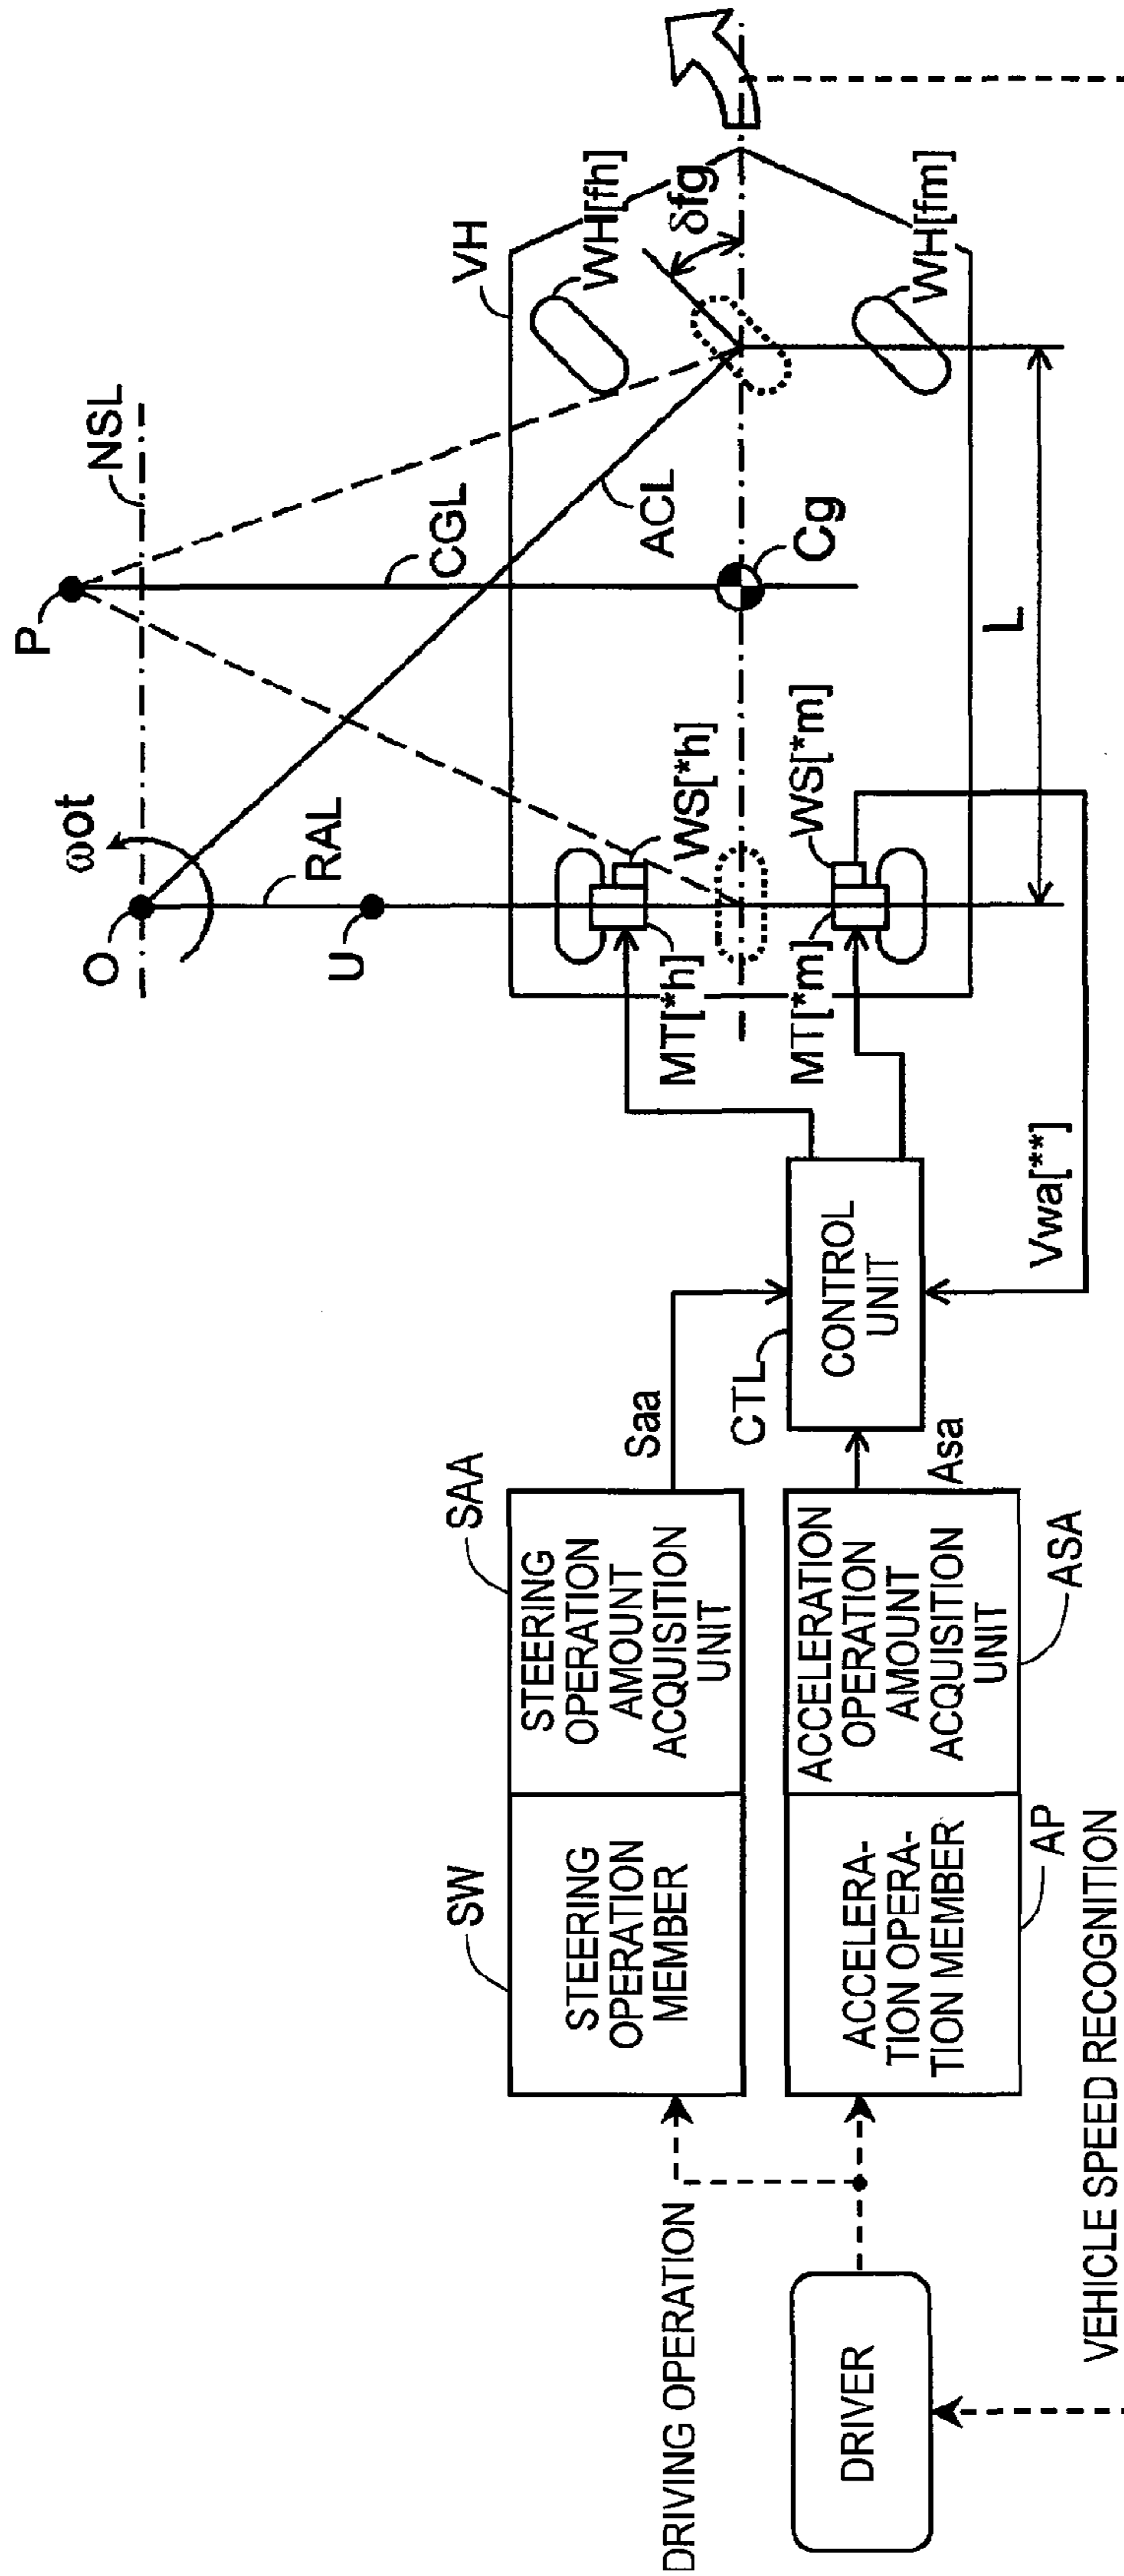 P
NSL
O
ωot
RAL
U
CGL
ACL
VH
WH[fh]
δfg
Cg
WH[fm]
L
WS[*h]
WS[*m]
MT[*h]
MT[*m]
Vwa[**]
CONTROL
UNIT
CTL
Saa
Asa
SAA
STEERING
OPERATION
AMOUNT
ACQUISITION
UNIT
ACCELERATION
OPERATION
AMOUNT
ACQUISITION
UNIT
ASA
SW
STEERING
OPERATION
MEMBER
ACCELERA-
TION OPERA-
TION MEMBER
AP
DRIVING OPERATION
DRIVER
VEHICLE SPEED RECOGNITION